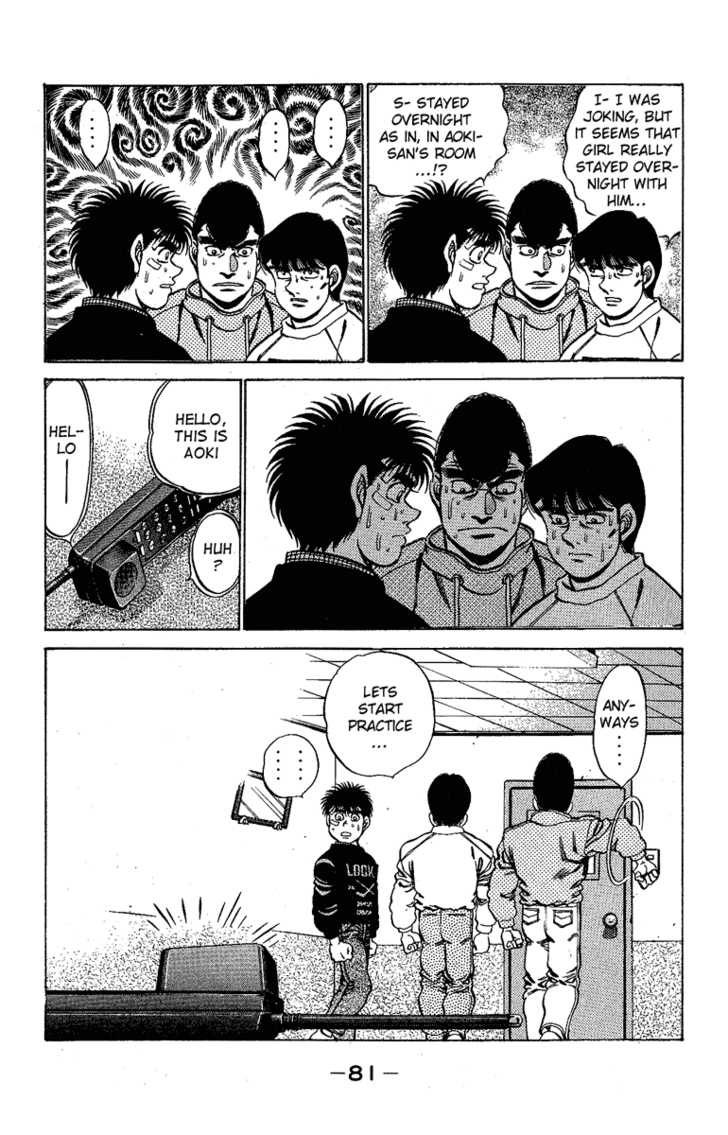 I- I WAS
JOKING, BUT
IT SEEMS THAT
GIRL REALLY
STAYED OVER-
NIGHT WITH
HIM...
S- STAYED
OVERNIGHT
AS IN, IN AOKI-
SAN'S ROOM
...!?
...
...
...
HELLO,
THIS IS
AOKI
HUH
?
HEL-
LO
—
ANY-
WAYS
....
LETS
START
PRACTICE
...
....
LOCK
—81—